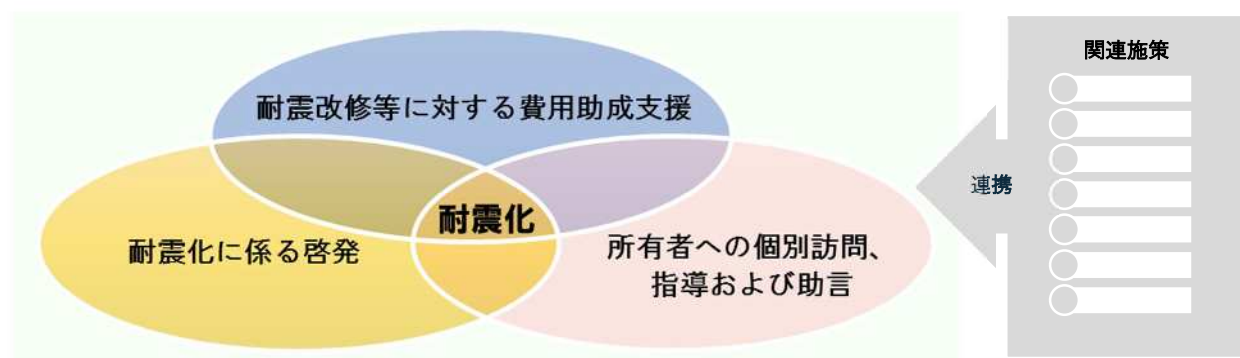 耐震改修等に対する費用助成支援
耐震化
耐震化に係る啓発
所有者への個別訪問、
指導および助言
連携
関連施策